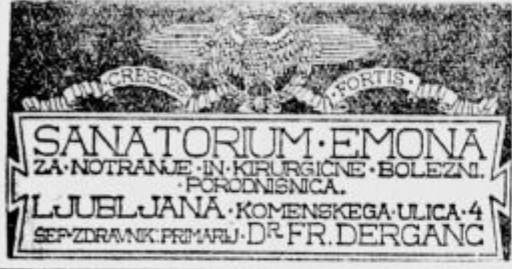 CRESCO FORTIS
SANATORIUM·EMONA
ZA·NOTRANJE·IN·KIRURGIČNE·BOLEZNI.
·PORODNIŠNICA.
LJUBLJANA·KOMENSKEGA·ULICA·4
ŠEF-ZDRAVNIK: PRIMARIJ·DR FR. DERGANC